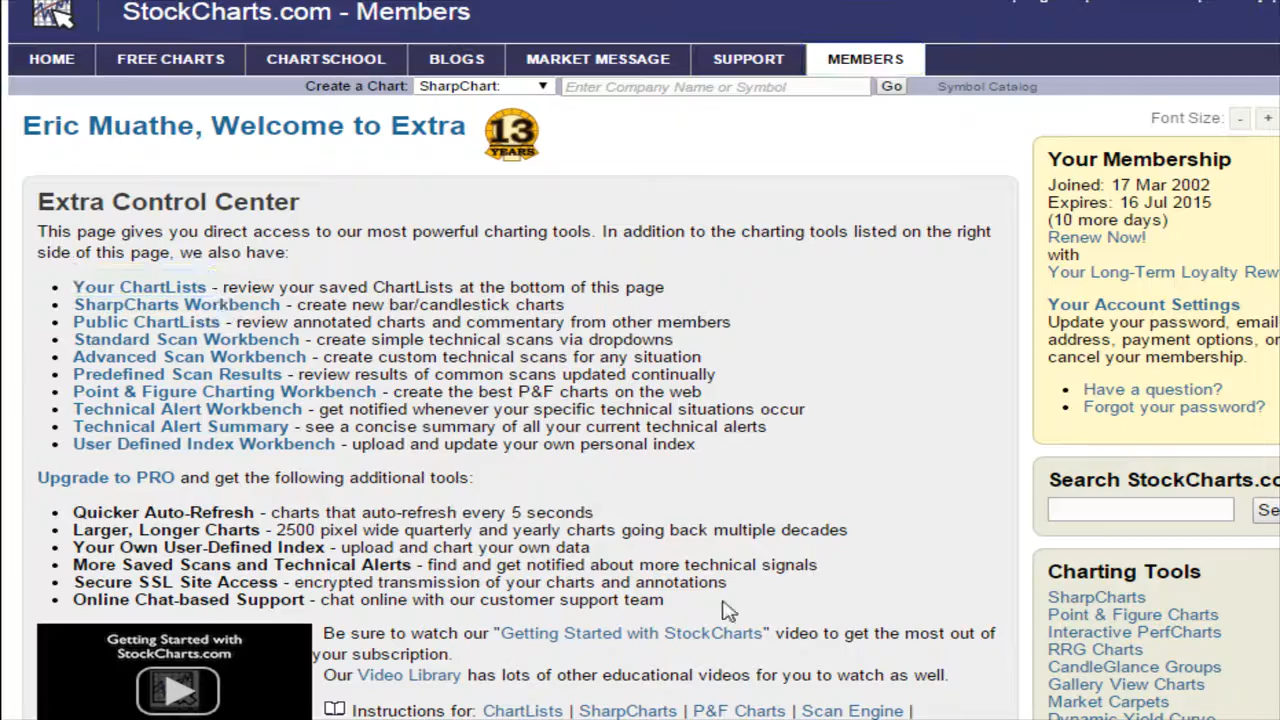 StockCharts.com - Members
HOME FREE CHARTS CHARTSCHOOL BLOGS MARKET MESSAGE SUPPORT MEMBERS
Create a Chart: SharpChart: Enter Company Name or Symbol Go Symbol Catalog
Font Size: - +
Eric Muathe, Welcome to Extra
13 YEARS
Extra Control Center
This page gives you direct access to our most powerful charting tools. In addition to the charting tools listed on the right
side of this page, we also have:
• Your ChartLists - review your saved ChartLists at the bottom of this page
• SharpCharts Workbench - create new bar/candlestick charts
• Public ChartLists - review annotated charts and commentary from other members
• Standard Scan Workbench - create simple technical scans via dropdowns
• Advanced Scan Workbench - create custom technical scans for any situation
• Predefined Scan Results - review results of common scans updated continually
• Point & Figure Charting Workbench - create the best P&F charts on the web
• Technical Alert Workbench - get notified whenever your specific technical situations occur
• Technical Alert Summary - see a concise summary of all your current technical alerts
• User Defined Index Workbench - upload and update your own personal index
Upgrade to PRO and get the following additional tools:
• Quicker Auto-Refresh - charts that auto-refresh every 5 seconds
• Larger, Longer Charts - 2500 pixel wide quarterly and yearly charts going back multiple decades
• Your Own User-Defined Index - upload and chart your own data
• More Saved Scans and Technical Alerts - find and get notified about more technical signals
• Secure SSL Site Access - encrypted transmission of your charts and annotations
• Online Chat-based Support - chat online with our customer support team
Getting Started with
StockCharts.com
Be sure to watch our "Getting Started with StockCharts" video to get the most out of
your subscription.
Our Video Library has lots of other educational videos for you to watch as well.
Instructions for: ChartLists | SharpCharts | P&F Charts | Scan Engine |
Your Membership
Joined: 17 Mar 2002
Expires: 16 Jul 2015
(10 more days)
Renew Now!
with
Your Long-Term Loyalty Rew
Your Account Settings
Update your password, email
address, payment options, or
cancel your membership.
• Have a question?
• Forgot your password?
Search StockCharts.co
Se
Charting Tools
SharpCharts
Point & Figure Charts
Interactive PerfCharts
RRG Charts
CandleGlance Groups
Gallery View Charts
Market Carpets
Dynamic Yield Curve